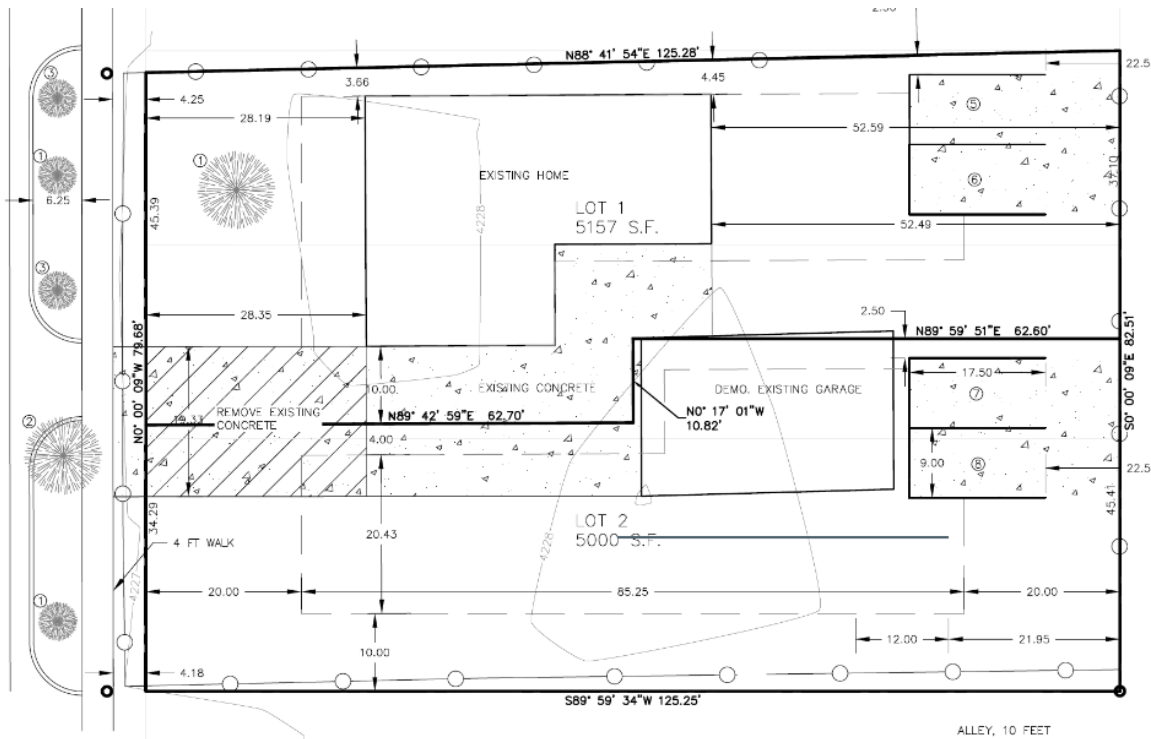 N88° 41' 54"E 125.28'
22.5
③
3.66
4.45
4.25
28.19
⑤
52.59
①
①
EXISTING HOME
⑥
37.10
6.25
45.39
4228
LOT 1
5157 S.F.
52.49
③
28.35
2.50
N89° 59' 51"E 62.60'
N0° 00' 09"W 79.68'
S0° 00' 09"E 82.51'
10.00
EXISTING CONCRETE
DEMO. EXISTING GARAGE
17.50
⑦
REMOVE EXISTING
CONCRETE
N89° 42' 59"E 62.70'
N0° 17' 01"W
10.82'
②
4.00
9.00
⑧
22.5
45.41
34.29
LOT 2
5000 S.F.
4 FT WALK
20.43
4228
4227
20.00
85.25
20.00
①
12.00
21.95
10.00
4.18
S89° 59' 34"W 125.25'
ALLEY, 10 FEET